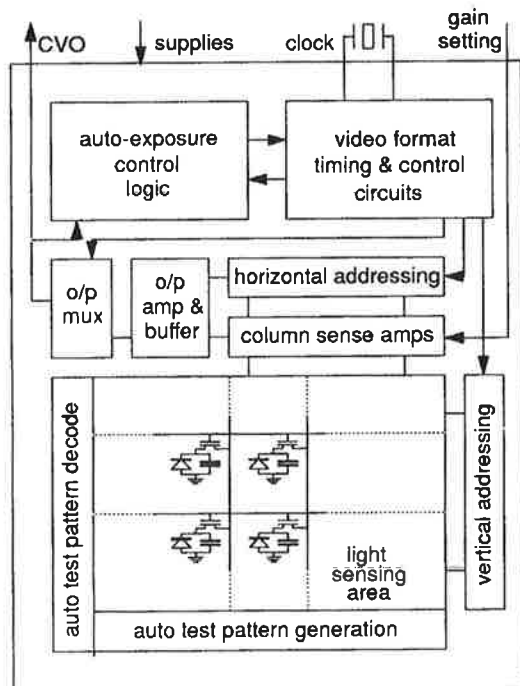 CVO
supplies
clock
gain
setting
auto-exposure
control
logic
video format
timing & control
circuits
o/p
mux
o/p
amp &
buffer
horizontal addressing
column sense amps
auto test pattern decode
light
sensing
area
vertical addressing
auto test pattern generation